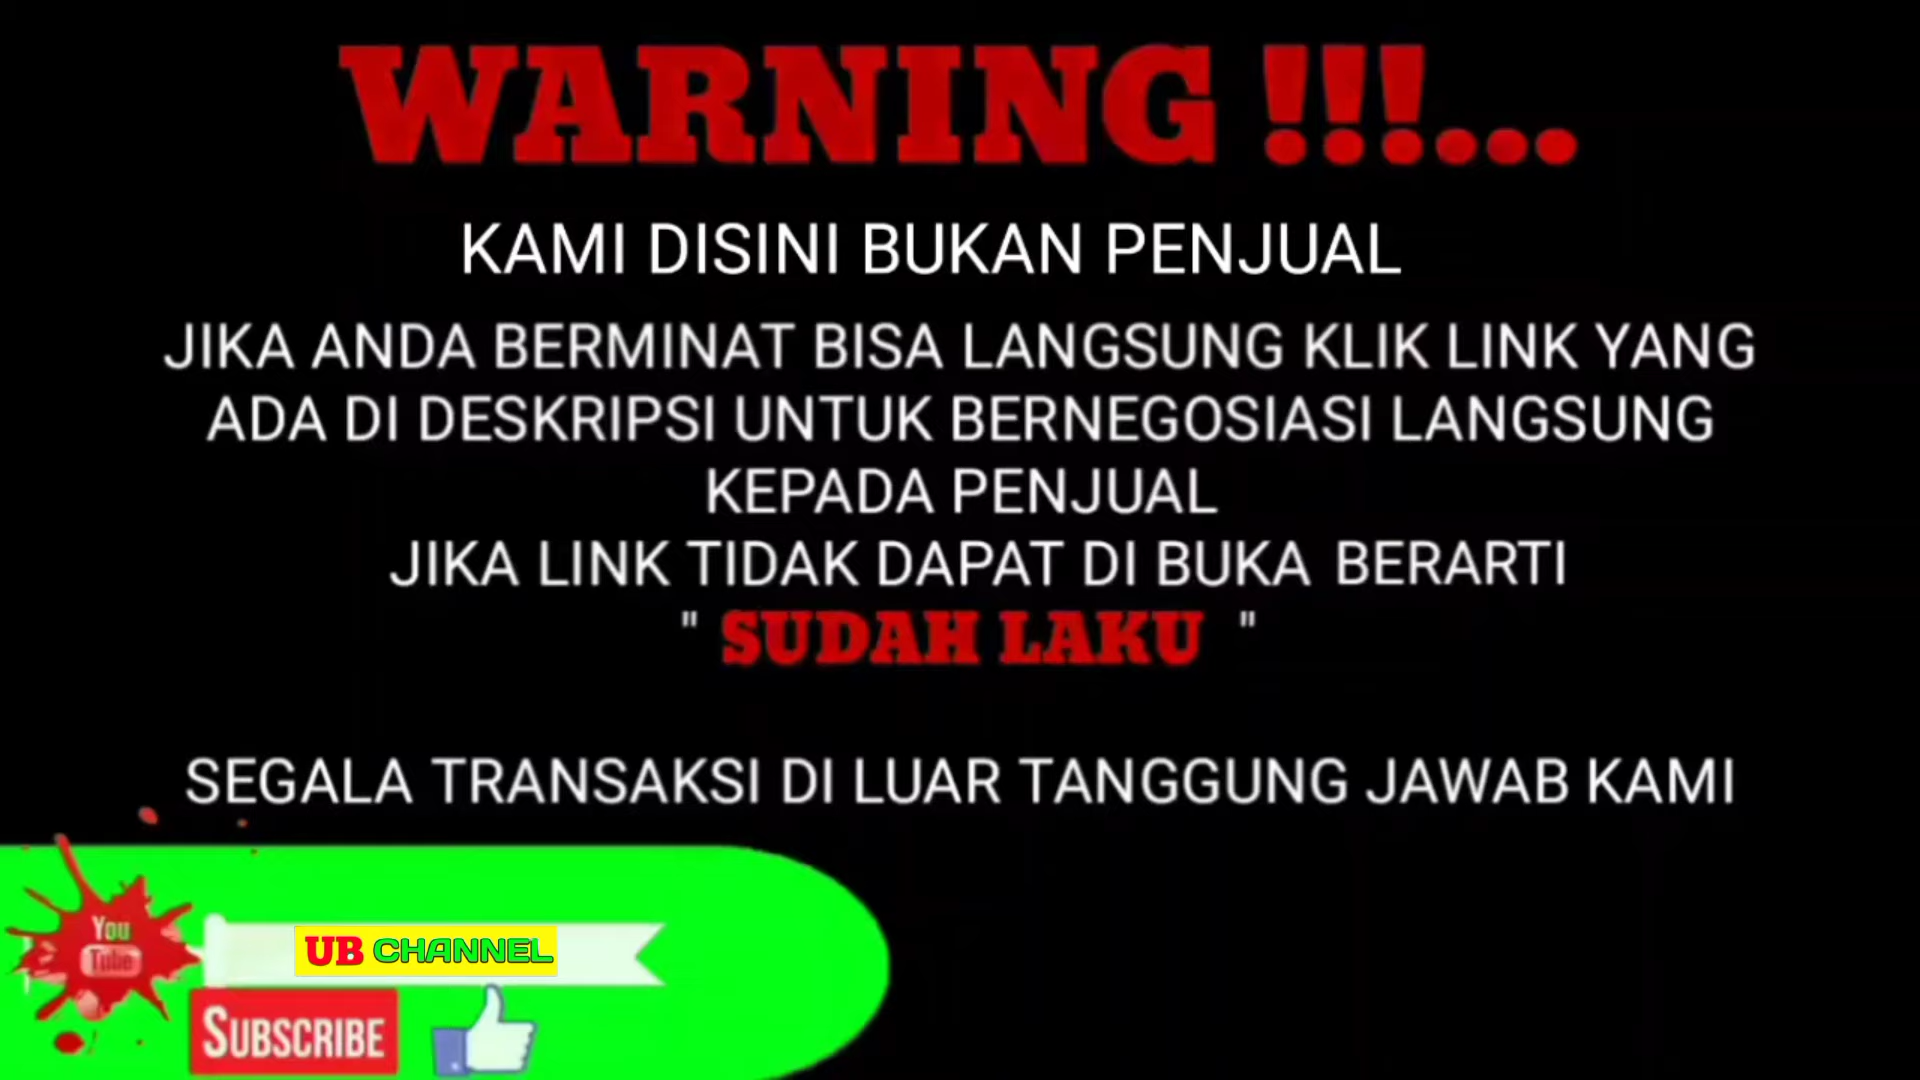 WARNING !!!...
KAMI DISINI BUKAN PENJUAL
JIKA ANDA BERMINAT BISA LANGSUNG KLIK LINK YANG
ADA DI DESKRIPSI UNTUK BERNEGOSIASI LANGSUNG
KEPADA PENJUAL
JIKA LINK TIDAK DAPAT DI BUKA BERARTI
" SUDAH LAKU "
SEGALA TRANSAKSI DI LUAR TANGGUNG JAWAB KAMI
You
Tube
UB CHANNEL
SUBSCRIBE